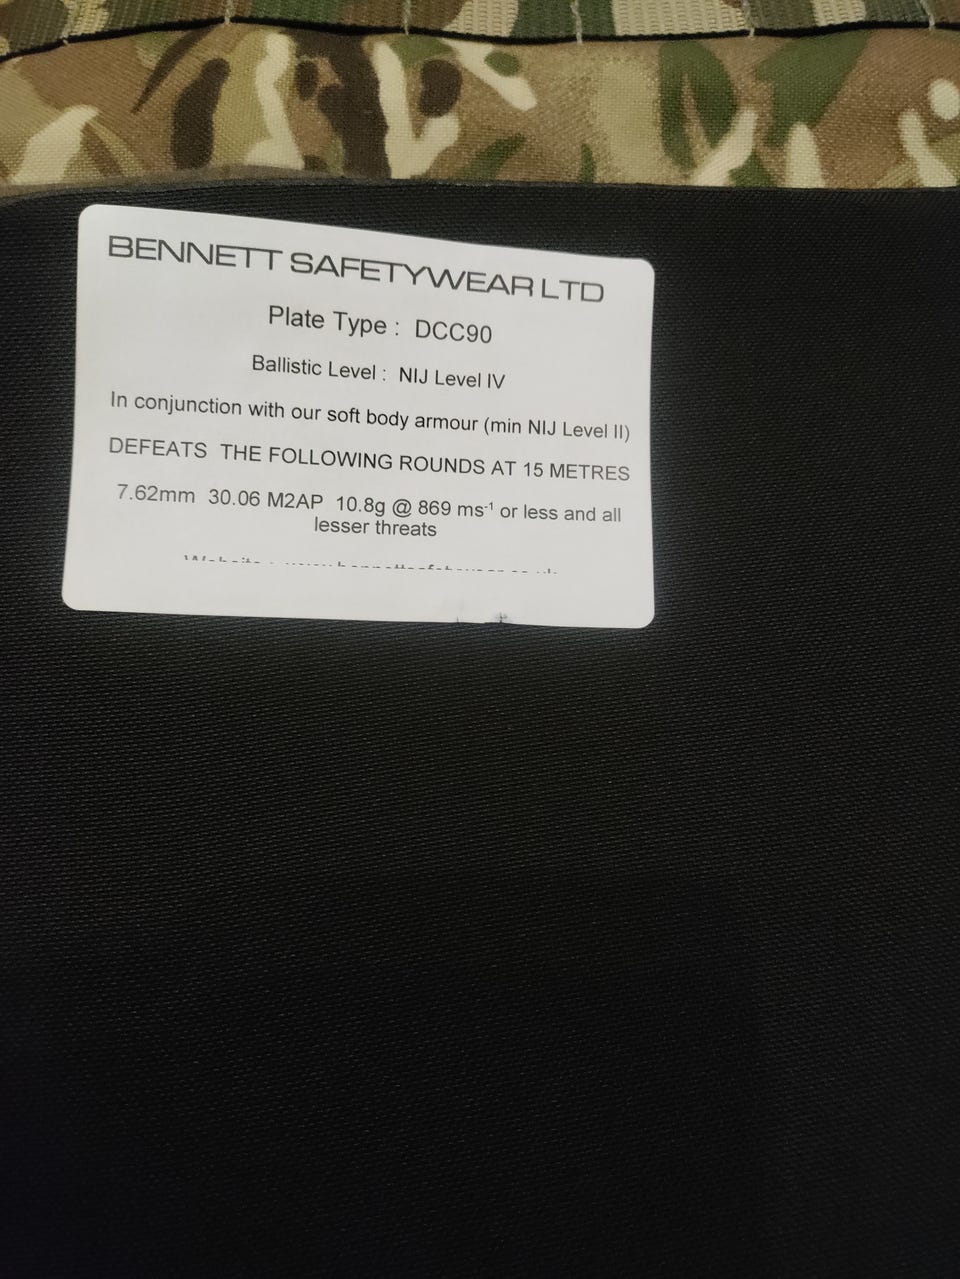 BENNETT SAFETYWEAR LTD
Plate Type : DCC90
Ballistic Level : NIJ Level IV
In conjunction with our soft body armour (min NIJ Level II)
DEFEATS THE FOLLOWING ROUNDS AT 15 METRES
7.62mm 30.06 M2AP 10.8g @ 869 ms⁻¹ or less and all
lesser threats